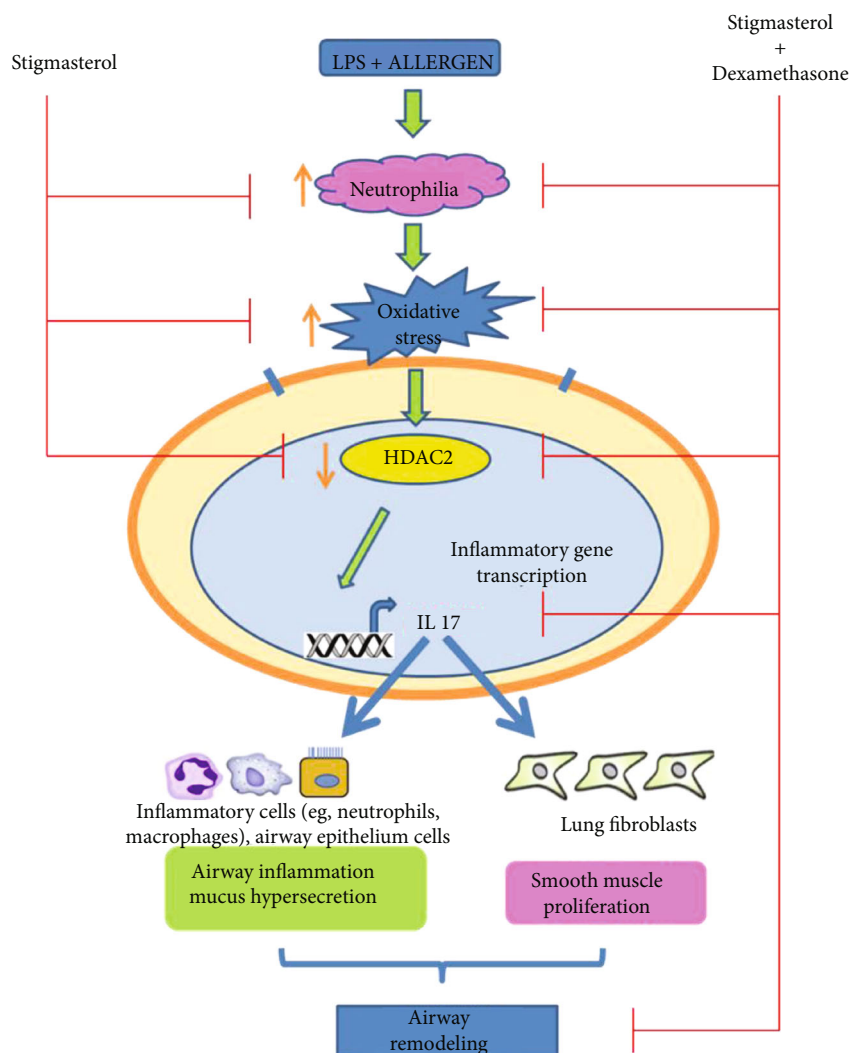 Stigmasterol
LPS + ALLERGEN
Stigmasterol
+
Dexamethasone
Neutrophilia
Oxidative
stress
HDAC2
Inflammatory gene
transcription
IL 17
Inflammatory cells (eg, neutrophils,
macrophages), airway epithelium cells
Lung fibroblasts
Airway inflammation
mucus hypersecretion
Smooth muscle
proliferation
Airway
remodeling